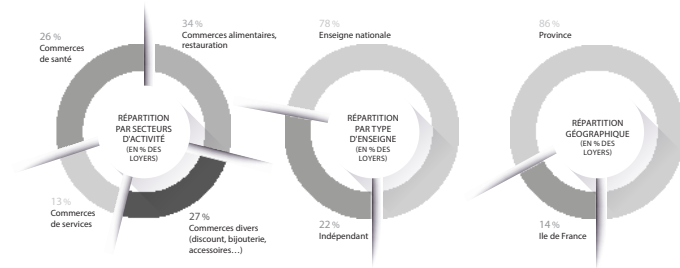 34 %
Commerces alimentaires,
restauration
26 %
Commerces
de santé
RÉPARTITION
PAR SECTEURS
D'ACTIVITÉ
(EN % DES
LOYERS)
13 %
Commerces
de services
27 %
Commerces divers
(discount, bijouterie,
accessoires…)
78 %
Enseigne nationale
RÉPARTITION
PAR TYPE
D'ENSEIGNE
(EN % DES
LOYERS)
22 %
Indépendant
86 %
Province
RÉPARTITION
GÉOGRAPHIQUE
(EN % DES
LOYERS)
14 %
Ile de France